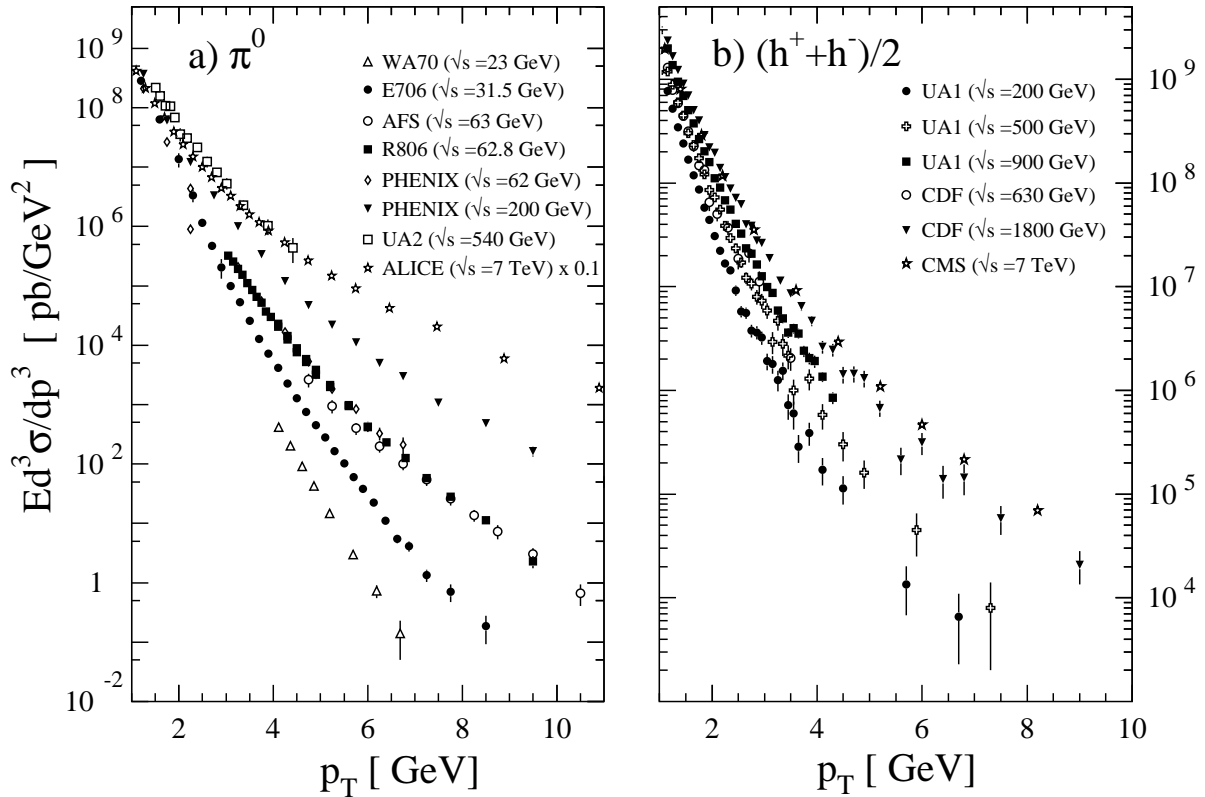 Ed³σ/dp³ [ pb/GeV² ]
10⁹
10⁸
10⁶
10⁴
10²
1
10⁻²
a) π⁰
WA70 (√s =23 GeV)
E706 (√s =31.5 GeV)
AFS (√s =63 GeV)
R806 (√s =62.8 GeV)
PHENIX (√s =62 GeV)
PHENIX (√s =200 GeV)
UA2 (√s =540 GeV)
ALICE (√s =7 TeV) x 0.1
2 4 6 8 10
p_T [ GeV]
b) (h⁺+h⁻)/2
UA1 (√s =200 GeV)
UA1 (√s =500 GeV)
UA1 (√s =900 GeV)
CDF (√s =630 GeV)
CDF (√s =1800 GeV)
CMS (√s =7 TeV)
10⁹
10⁸
10⁷
10⁶
10⁵
10⁴
2 4 6 8 10
p_T [ GeV]